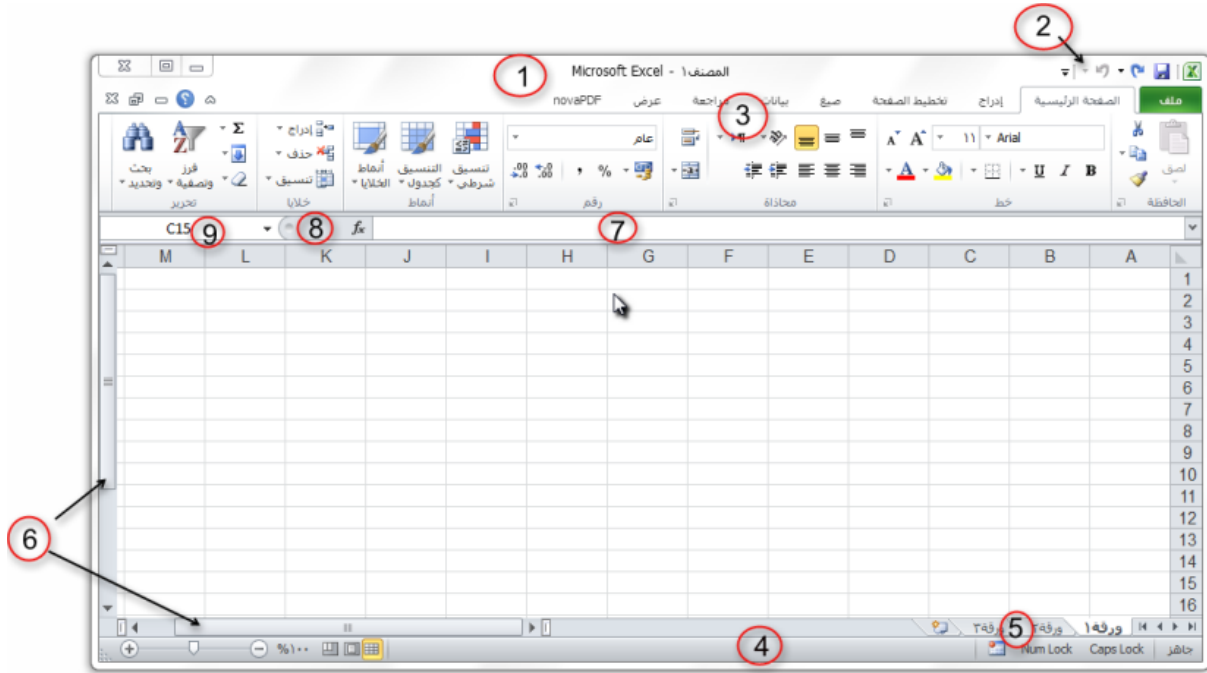 2
المصنف١ - Microsoft Excel
1
ملف الصفحة الرئيسية إدراج تخطيط الصفحة صيغ بيانات مراجعة عرض novaPDF
3
Arial ١١ عام تنسيق شرطي التنسيق كجدول أنماط الخلايا إدراج حذف تنسيق Σ فرز وتصفية بحث وتحديد
لصق B I U
الحافظة خط محاذاة رقم أنماط خلايا تحرير
7 8 fx C15 9
A B C D E F G H I J K L M
1
2
3
4
5
6
7
8
9
10
11
12
13
14
15
16
6
ورقة١ ورقة٢ ورقة٣
5
جاهز Caps Lock Num Lock 4 ١٠٠%